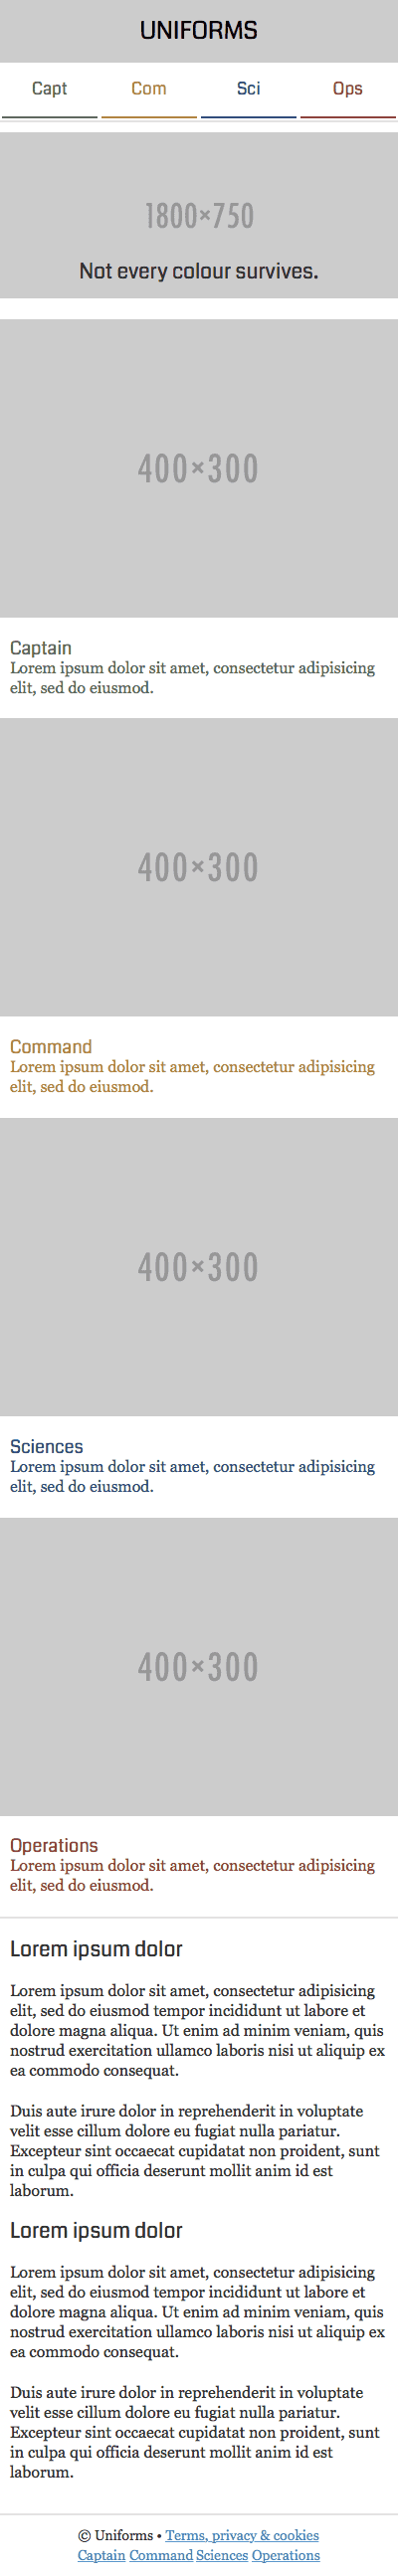 UNIFORMS
Capt Com Sci Ops
1800×750
Not every colour survives.
400×300
Captain
Lorem ipsum dolor sit amet, consectetur adipisicing
elit, sed do eiusmod.
400×300
Command
Lorem ipsum dolor sit amet, consectetur adipisicing
elit, sed do eiusmod.
400×300
Sciences
Lorem ipsum dolor sit amet, consectetur adipisicing
elit, sed do eiusmod.
400×300
Operations
Lorem ipsum dolor sit amet, consectetur adipisicing
elit, sed do eiusmod.
Lorem ipsum dolor
Lorem ipsum dolor sit amet, consectetur adipisicing
elit, sed do eiusmod tempor incididunt ut labore et
dolore magna aliqua. Ut enim ad minim veniam, quis
nostrud exercitation ullamco laboris nisi ut aliquip ex
ea commodo consequat.
Duis aute irure dolor in reprehenderit in voluptate
velit esse cillum dolore eu fugiat nulla pariatur.
Excepteur sint occaecat cupidatat non proident, sunt
in culpa qui officia deserunt mollit anim id est
laborum.
Lorem ipsum dolor
Lorem ipsum dolor sit amet, consectetur adipisicing
elit, sed do eiusmod tempor incididunt ut labore et
dolore magna aliqua. Ut enim ad minim veniam, quis
nostrud exercitation ullamco laboris nisi ut aliquip ex
ea commodo consequat.
Duis aute irure dolor in reprehenderit in voluptate
velit esse cillum dolore eu fugiat nulla pariatur.
Excepteur sint occaecat cupidatat non proident, sunt
in culpa qui officia deserunt mollit anim id est
laborum.
© Uniforms • Terms, privacy & cookies
Captain Command Sciences Operations